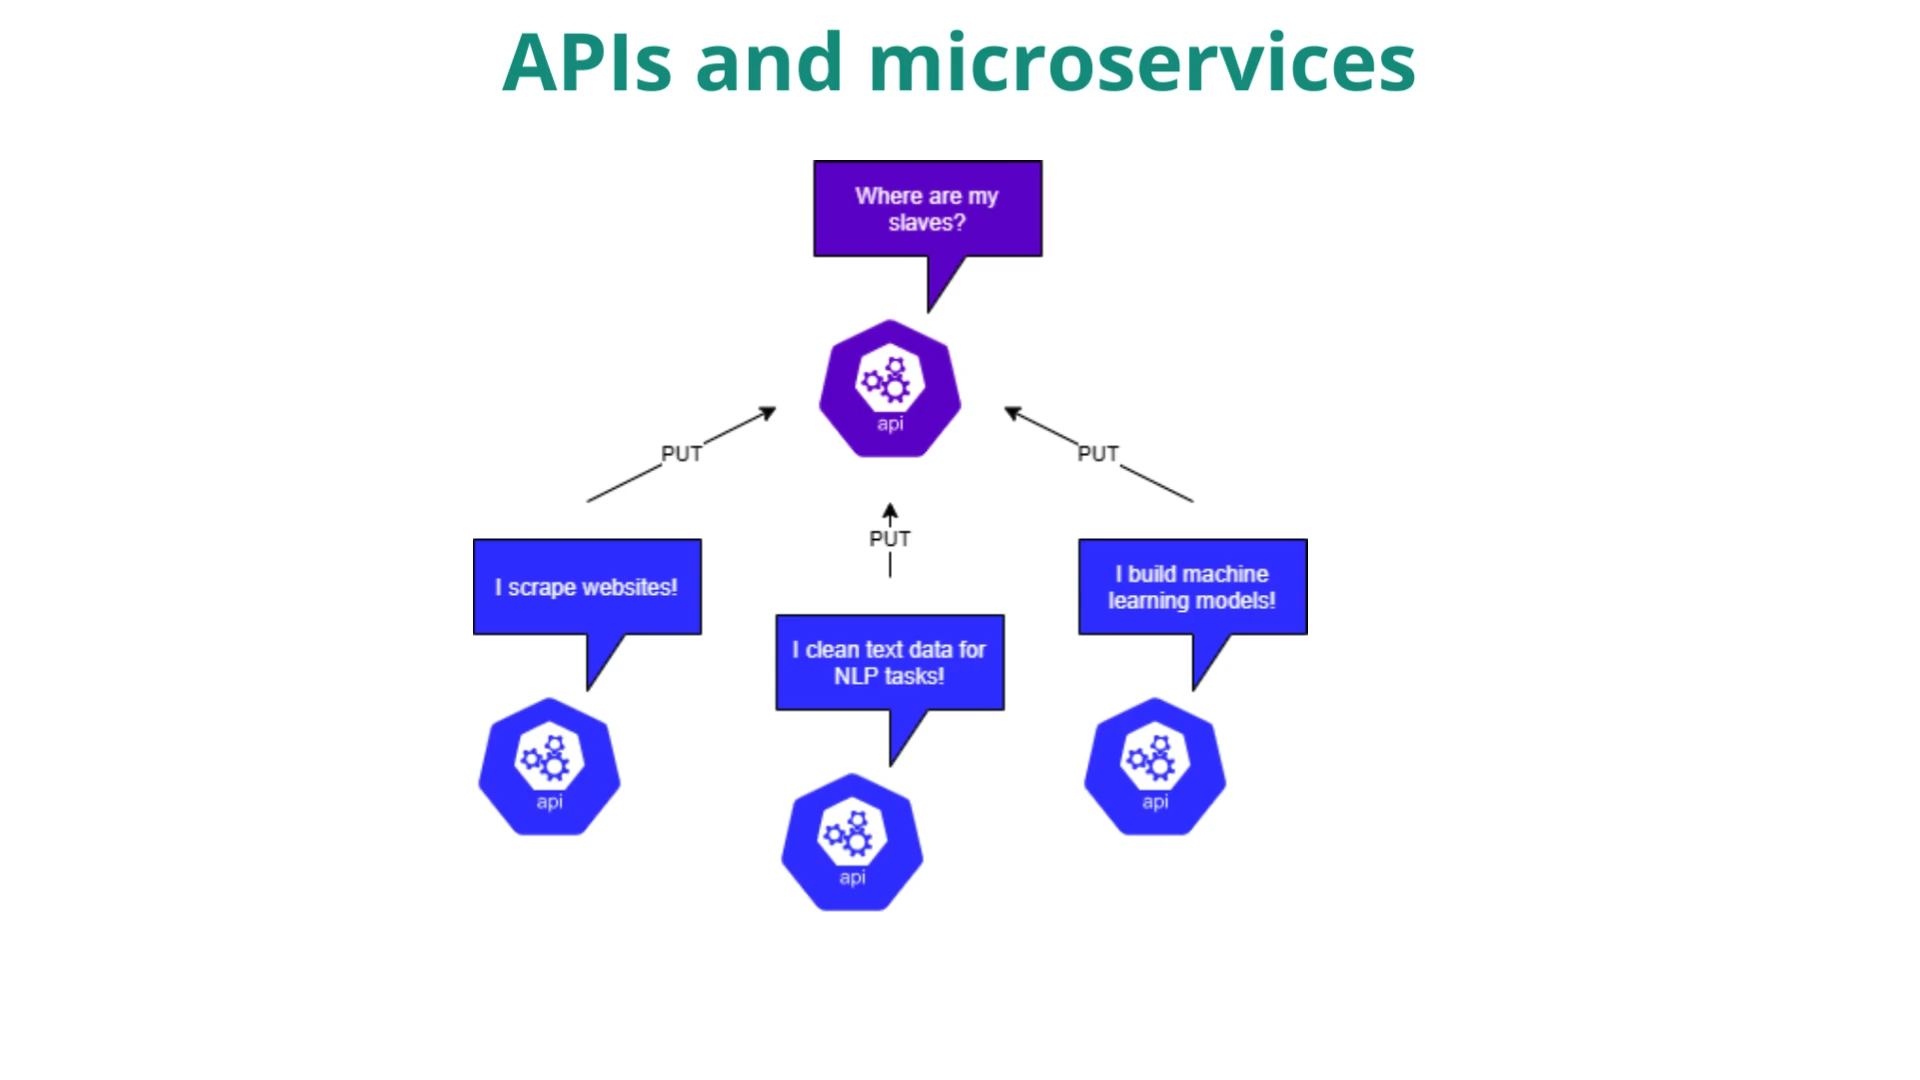 APIs and microservices
Where are my
slaves?
api
PUT
PUT
PUT
I scrape websites!
I build machine
learning models!
I clean text data for
NLP tasks!
api
api
api